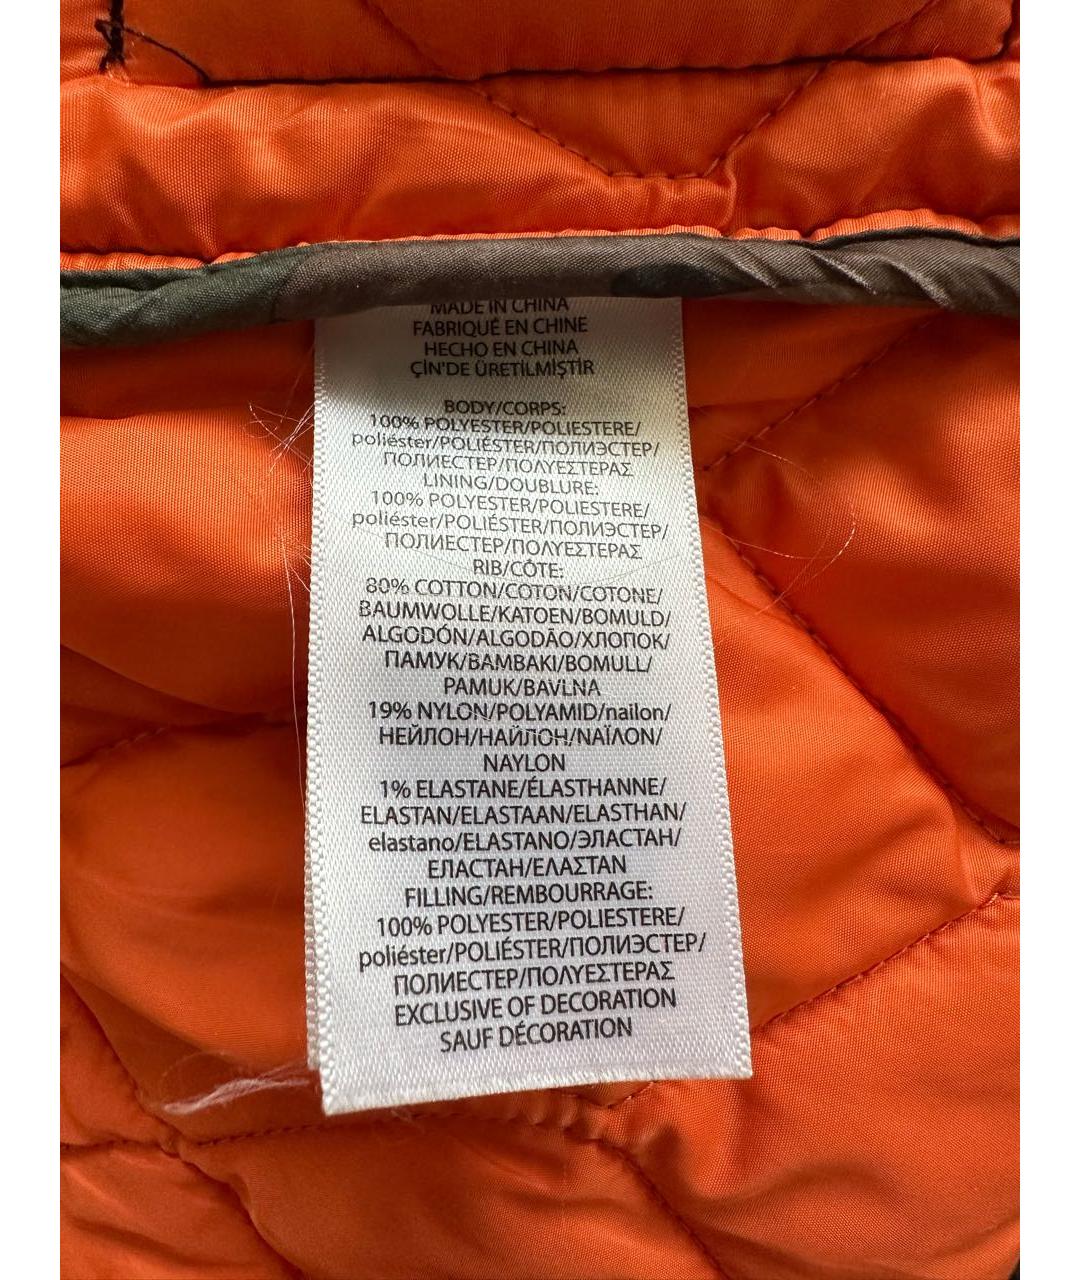 MADE IN CHINA
FABRIQUÉ EN CHINE
HECHO EN CHINA
ÇİN'DE ÜRETİLMİŞTİR
BODY/CORPS:
100% POLYESTER/POLIESTERE/
poliéster/POLIÉSTER/ПОЛИЭСТЕР/
ПОЛИЕСТЕР/ΠΟΛΥΕΣΤΕΡΑΣ
LINING/DOUBLURE:
100% POLYESTER/POLIESTERE/
poliéster/POLIÉSTER/ПОЛИЭСТЕР/
ПОЛИЕСТЕР/ΠΟΛΥΕΣΤΕΡΑΣ
RIB/CÔTE:
80% COTTON/COTON/COTONE/
BAUMWOLLE/KATOEN/BOMULD/
ALGODÓN/ALGODÃO/ХЛОПОК/
ПАМУК/ΒΑΜΒΑΚΙ/BOMULL/
PAMUK/BAVLNA
19% NYLON/POLYAMID/nailon/
НЕЙЛОН/НАЙЛОН/ΝΑΪΛΟΝ/
NAYLON
1% ELASTANE/ÉLASTHANNE/
ELASTAN/ELASTAAN/ELASTHAN/
elastano/ELASTANO/ЭЛАСТАН/
ЕЛАСТАН/ΕΛΑΣΤΑΝ
FILLING/REMBOURRAGE:
100% POLYESTER/POLIESTERE/
poliéster/POLIÉSTER/ПОЛИЭСТЕР/
ПОЛИЕСТЕР/ΠΟΛΥΕΣΤΕΡΑΣ
EXCLUSIVE OF DECORATION
SAUF DÉCORATION